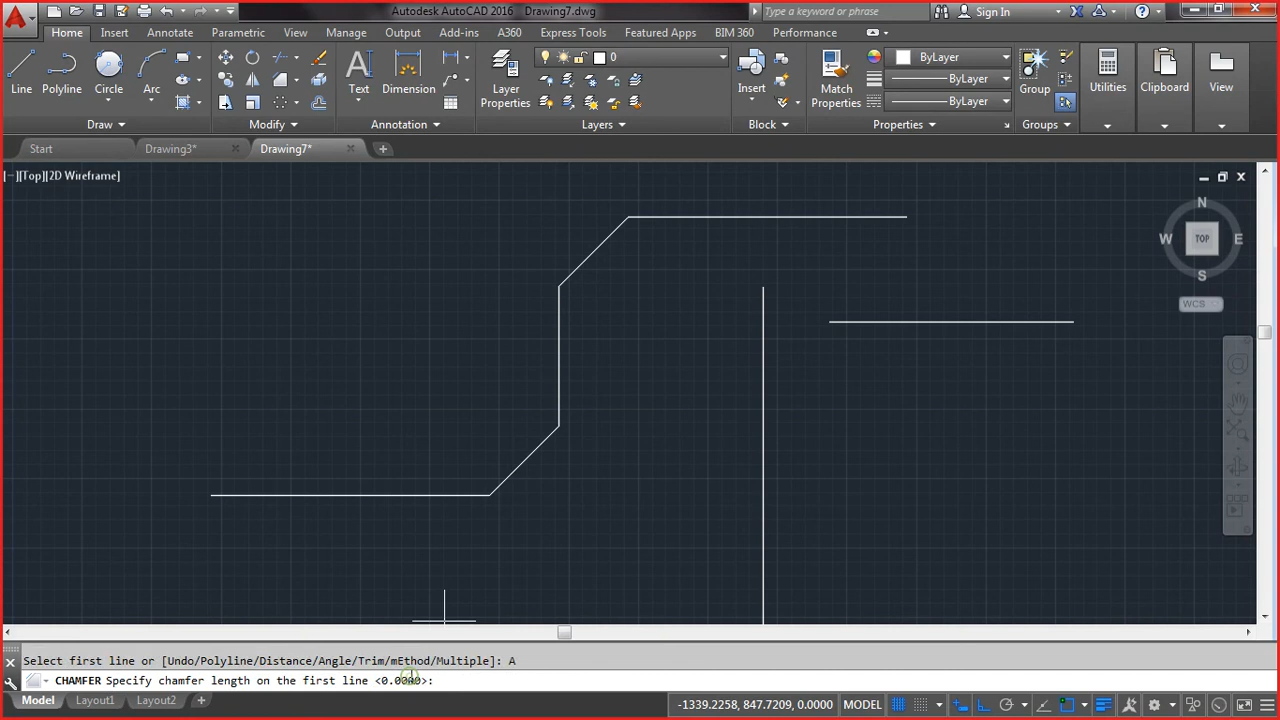 Autodesk AutoCAD 2016 Drawing7.dwg
Type a keyword or phrase
Sign In
Home Insert Annotate Parametric View Manage Output Add-ins A360 Express Tools Featured Apps BIM 360 Performance
Line Polyline Circle Arc
Text Dimension
Layer Properties
0
Insert
Match Properties
ByLayer
ByLayer
ByLayer
Group
Utilities
Clipboard
View
Draw Modify Annotation Layers Block Properties Groups
Start Drawing3* Drawing7*
[−][Top][2D Wireframe]
N
W TOP E
S
WCS
Select first line or [Undo/Polyline/Distance/Angle/Trim/mEthod/Multiple]: A
CHAMFER Specify chamfer length on the first line <0.0000>:
Model Layout1 Layout2
-1339.2258, 847.7209, 0.0000 MODEL